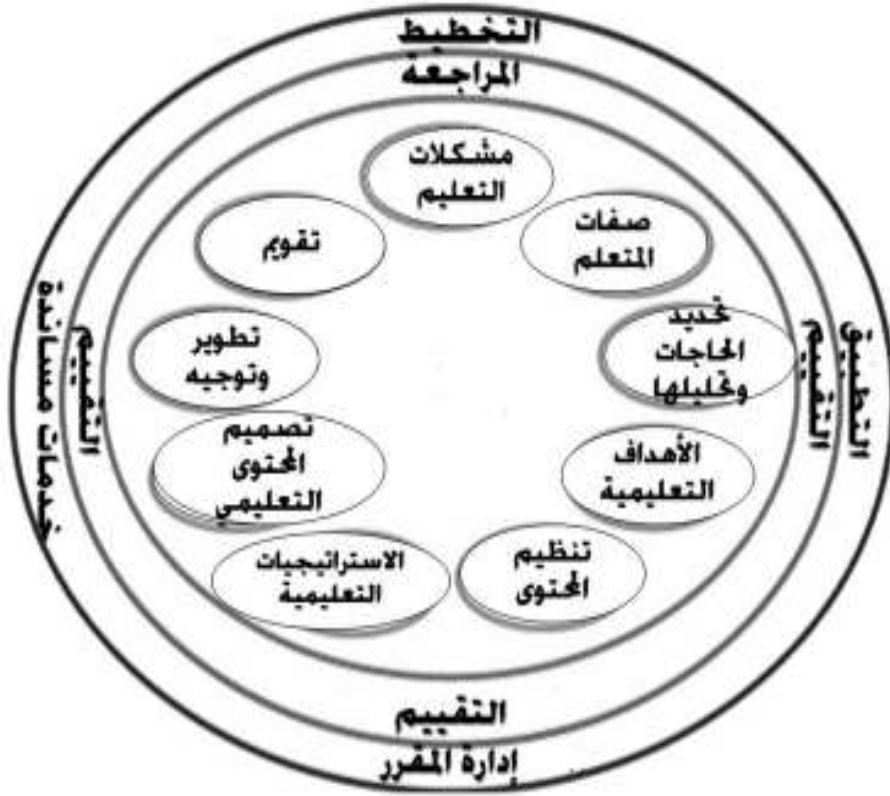 التخطيط
المراجعة
مشكلات
التعليم
صفات
المتعلم
تقويم
تحديد
الحاجات
وتحليلها
تطوير
وتوجيه
التطبيق
التقييم
التقييم
خدمات مساندة
الأهداف
التعليمية
تصميم
المحتوى
التعليمي
تنظيم
المحتوى
الاستراتيجيات
التعليمية
التقييم
إدارة المقرر